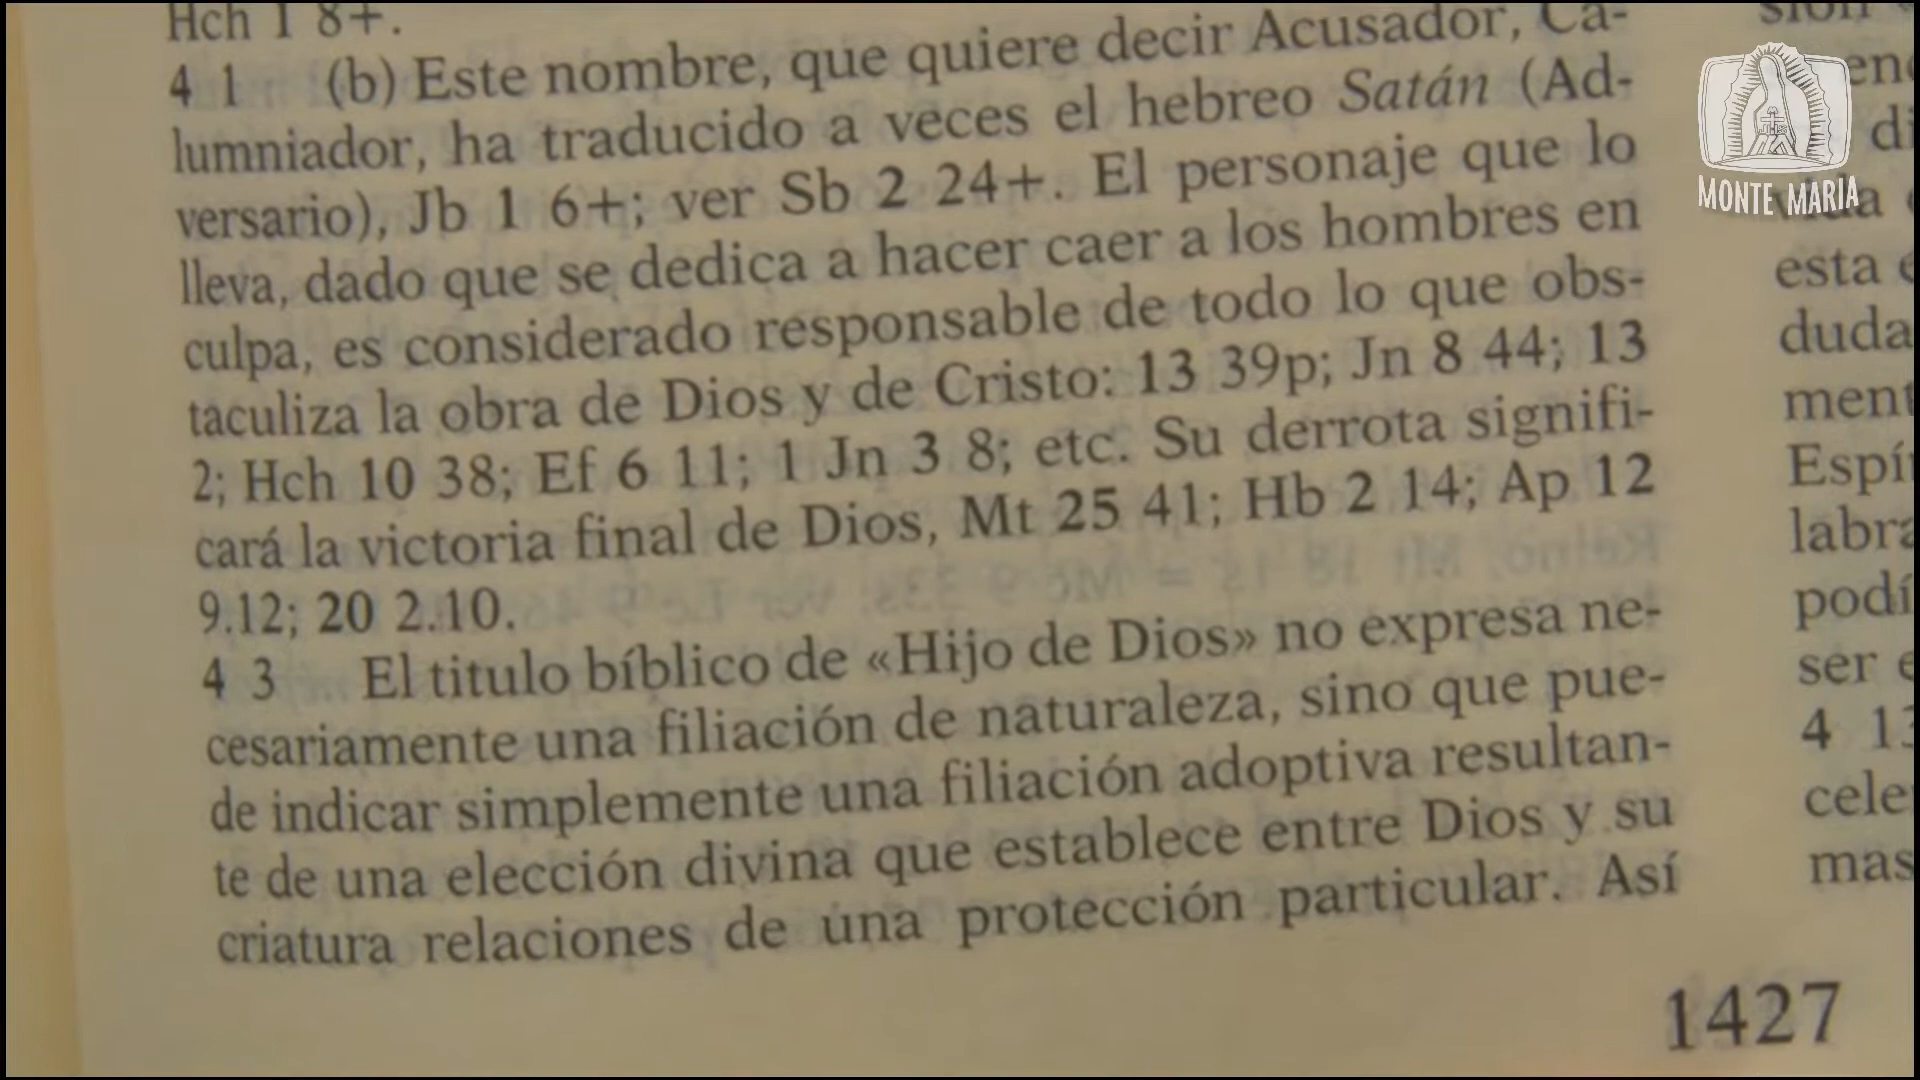 Hch 1 8+.
4 1 (b) Este nombre, que quiere decir Acusador, Ca-
lumniador, ha traducido a veces el hebreo Satán (Ad-
versario), Jb 1 6+; ver Sb 2 24+. El personaje que lo
lleva, dado que se dedica a hacer caer a los hombres en
culpa, es considerado responsable de todo lo que obs-
taculiza la obra de Dios y de Cristo: 13 39p; Jn 8 44; 13
2; Hch 10 38; Ef 6 11; 1 Jn 3 8; etc. Su derrota signifi-
cará la victoria final de Dios, Mt 25 41; Hb 2 14; Ap 12
9.12; 20 2.10.
4 3 El titulo bíblico de «Hijo de Dios» no expresa ne-
cesariamente una filiación de naturaleza, sino que pue-
de indicar simplemente una filiación adoptiva resultan-
te de una elección divina que establece entre Dios y su
criatura relaciones de una protección particular. Así
esta
duda
ment
Espí
labra
podí
ser
4 13
cele
mas
1427
JHS
MONTE MARIA